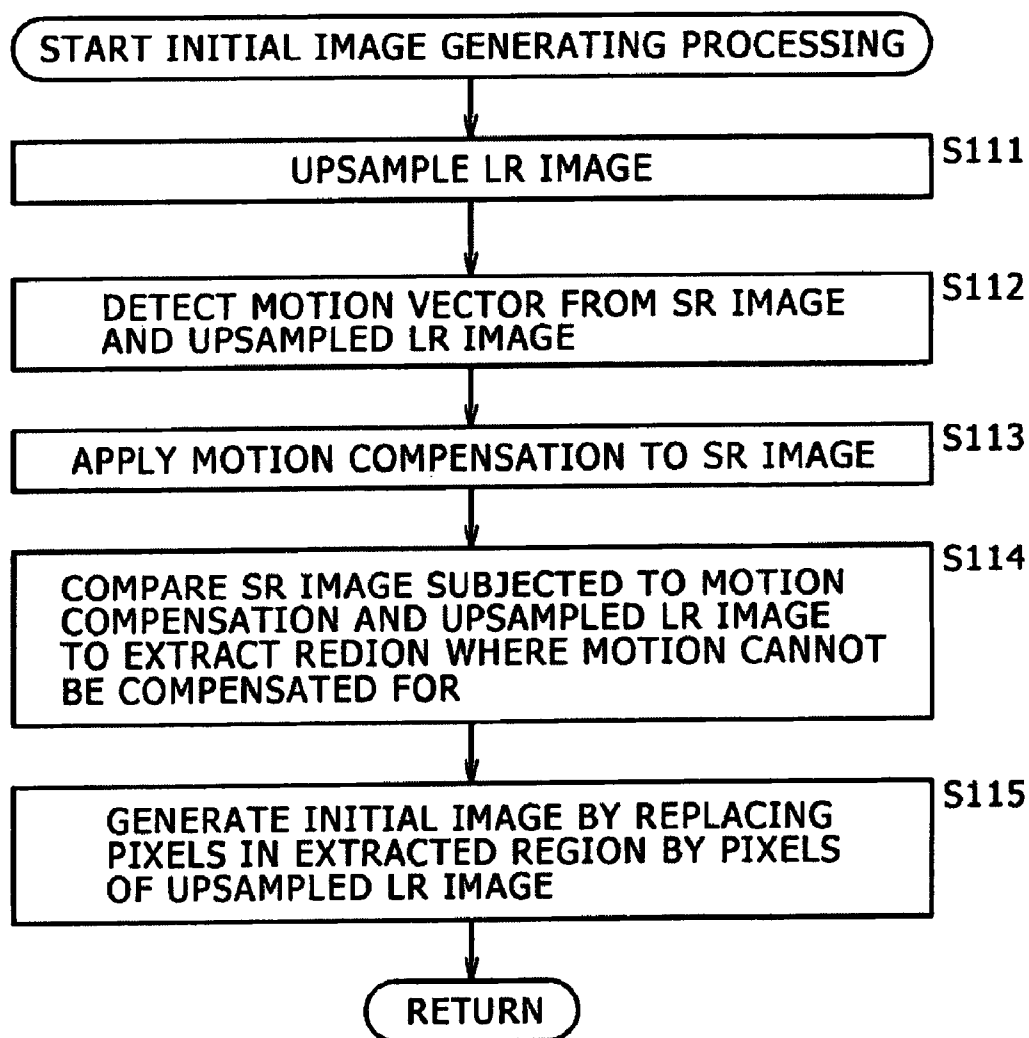 START INITIAL IMAGE GENERATING PROCESSING
S111
UPSAMPLE LR IMAGE
S112
DETECT MOTION VECTOR FROM SR IMAGE
AND UPSAMPLED LR IMAGE
S113
APPLY MOTION COMPENSATION TO SR IMAGE
S114
COMPARE SR IMAGE SUBJECTED TO MOTION
COMPENSATION AND UPSAMPLED LR IMAGE
TO EXTRACT REDION WHERE MOTION CANNOT
BE COMPENSATED FOR
S115
GENERATE INITIAL IMAGE BY REPLACING
PIXELS IN EXTRACTED REGION BY PIXELS
OF UPSAMPLED LR IMAGE
RETURN